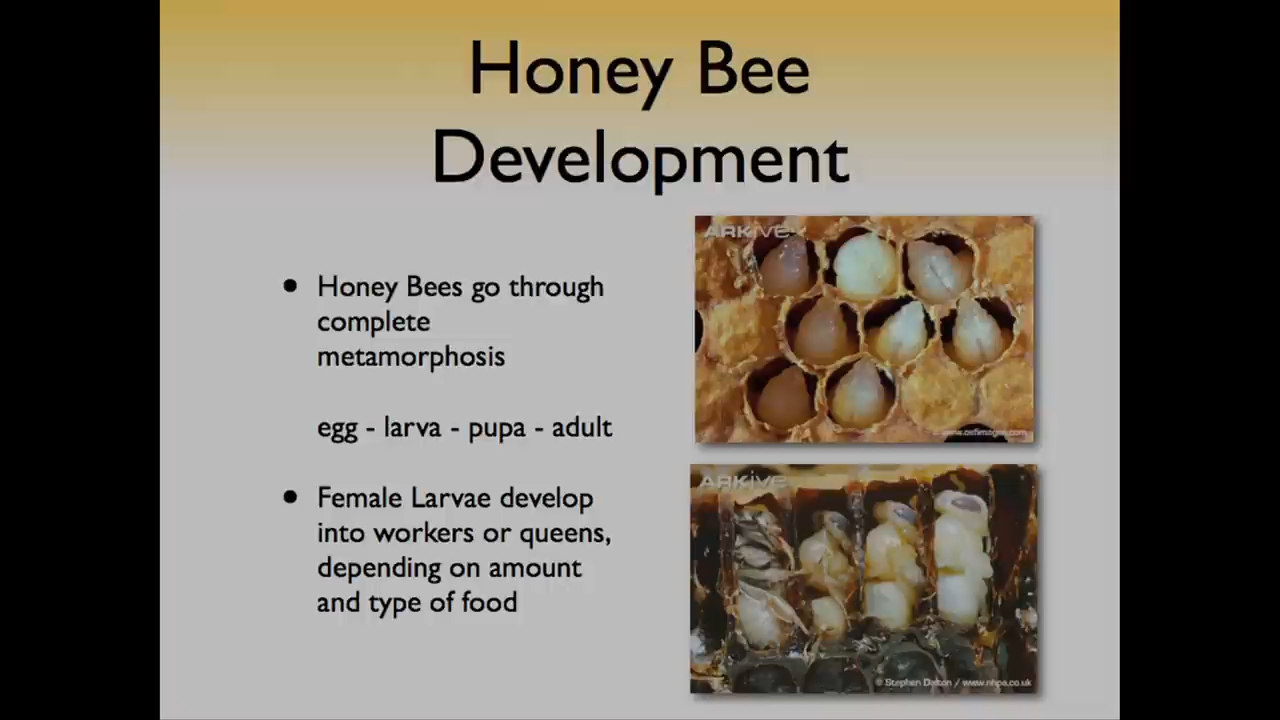 Honey Bee
Development
• Honey Bees go through
complete
metamorphosis
egg - larva - pupa - adult
• Female Larvae develop
into workers or queens,
depending on amount
and type of food
ARKive
ARKive
© Stephen Dalton / www.nhpa.co.uk